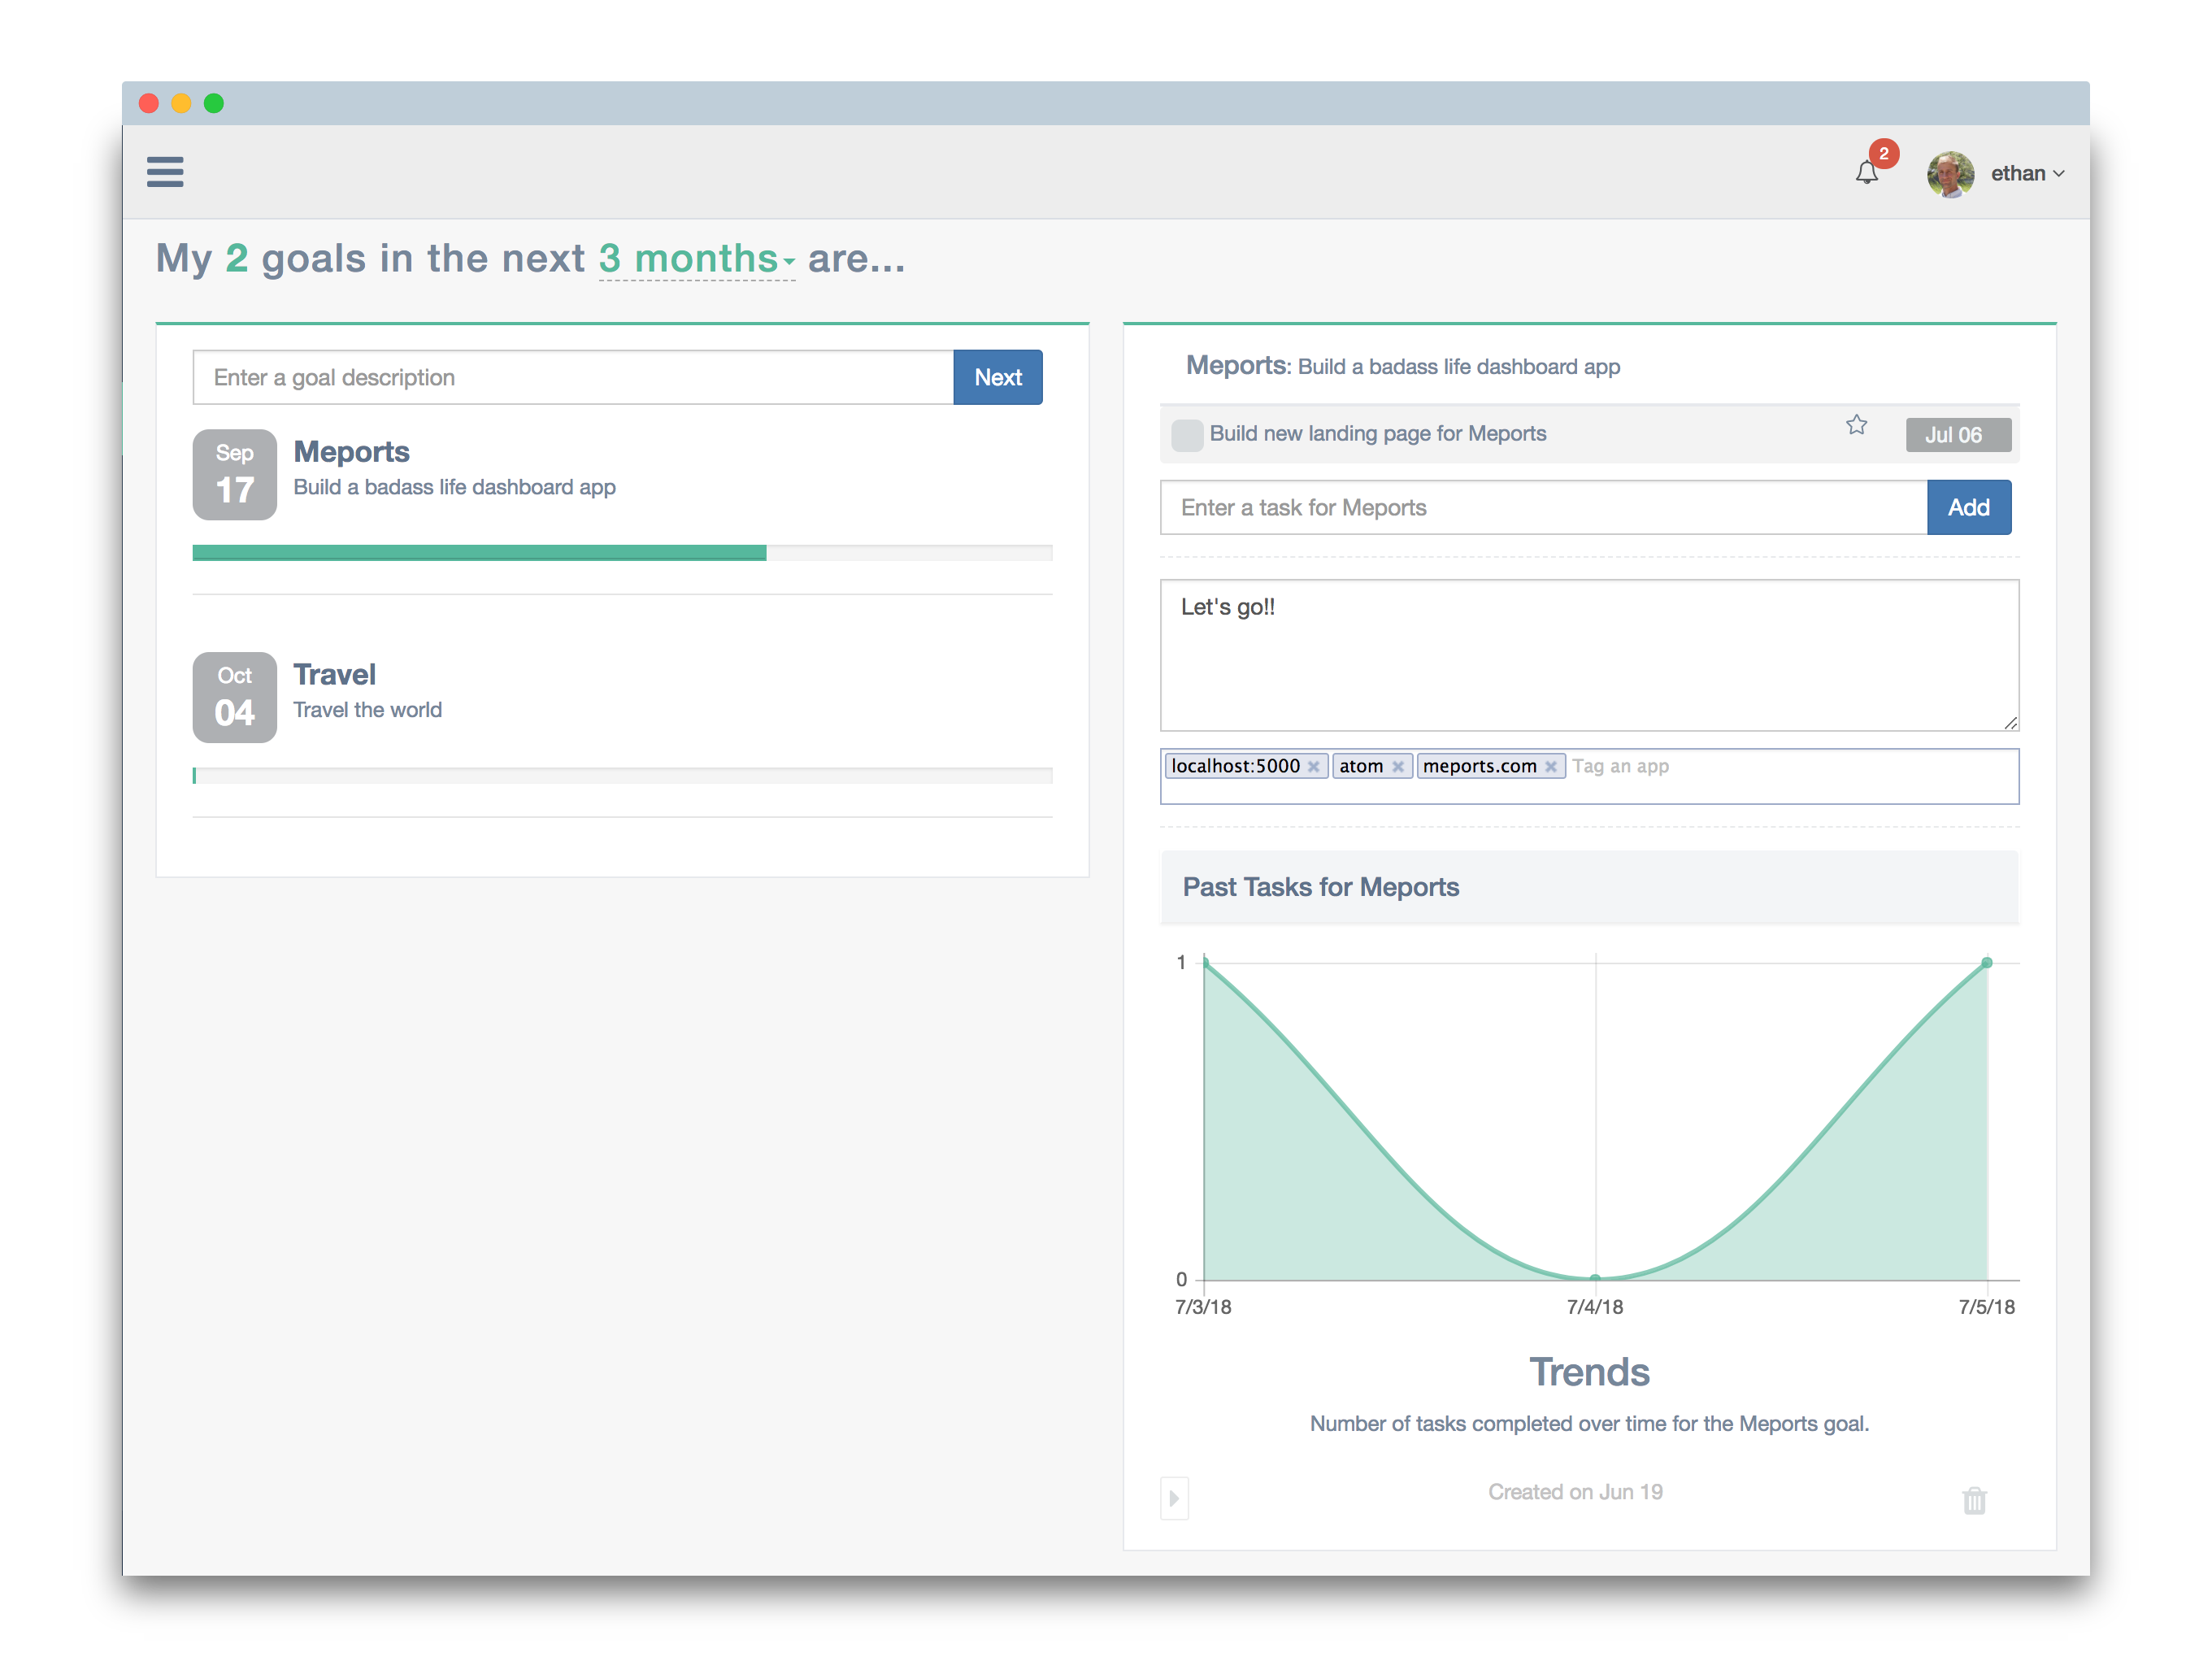 2
ethan
My 2 goals in the next 3 months are...
Enter a goal description
Next
Sep
17
Meports
Build a badass life dashboard app
Oct
04
Travel
Travel the world
Meports: Build a badass life dashboard app
Build new landing page for Meports
Jul 06
Enter a task for Meports
Add
Let's go!!
localhost:5000 atom meports.com Tag an app
Past Tasks for Meports
1
0
7/3/18 7/4/18 7/5/18
Trends
Number of tasks completed over time for the Meports goal.
Created on Jun 19